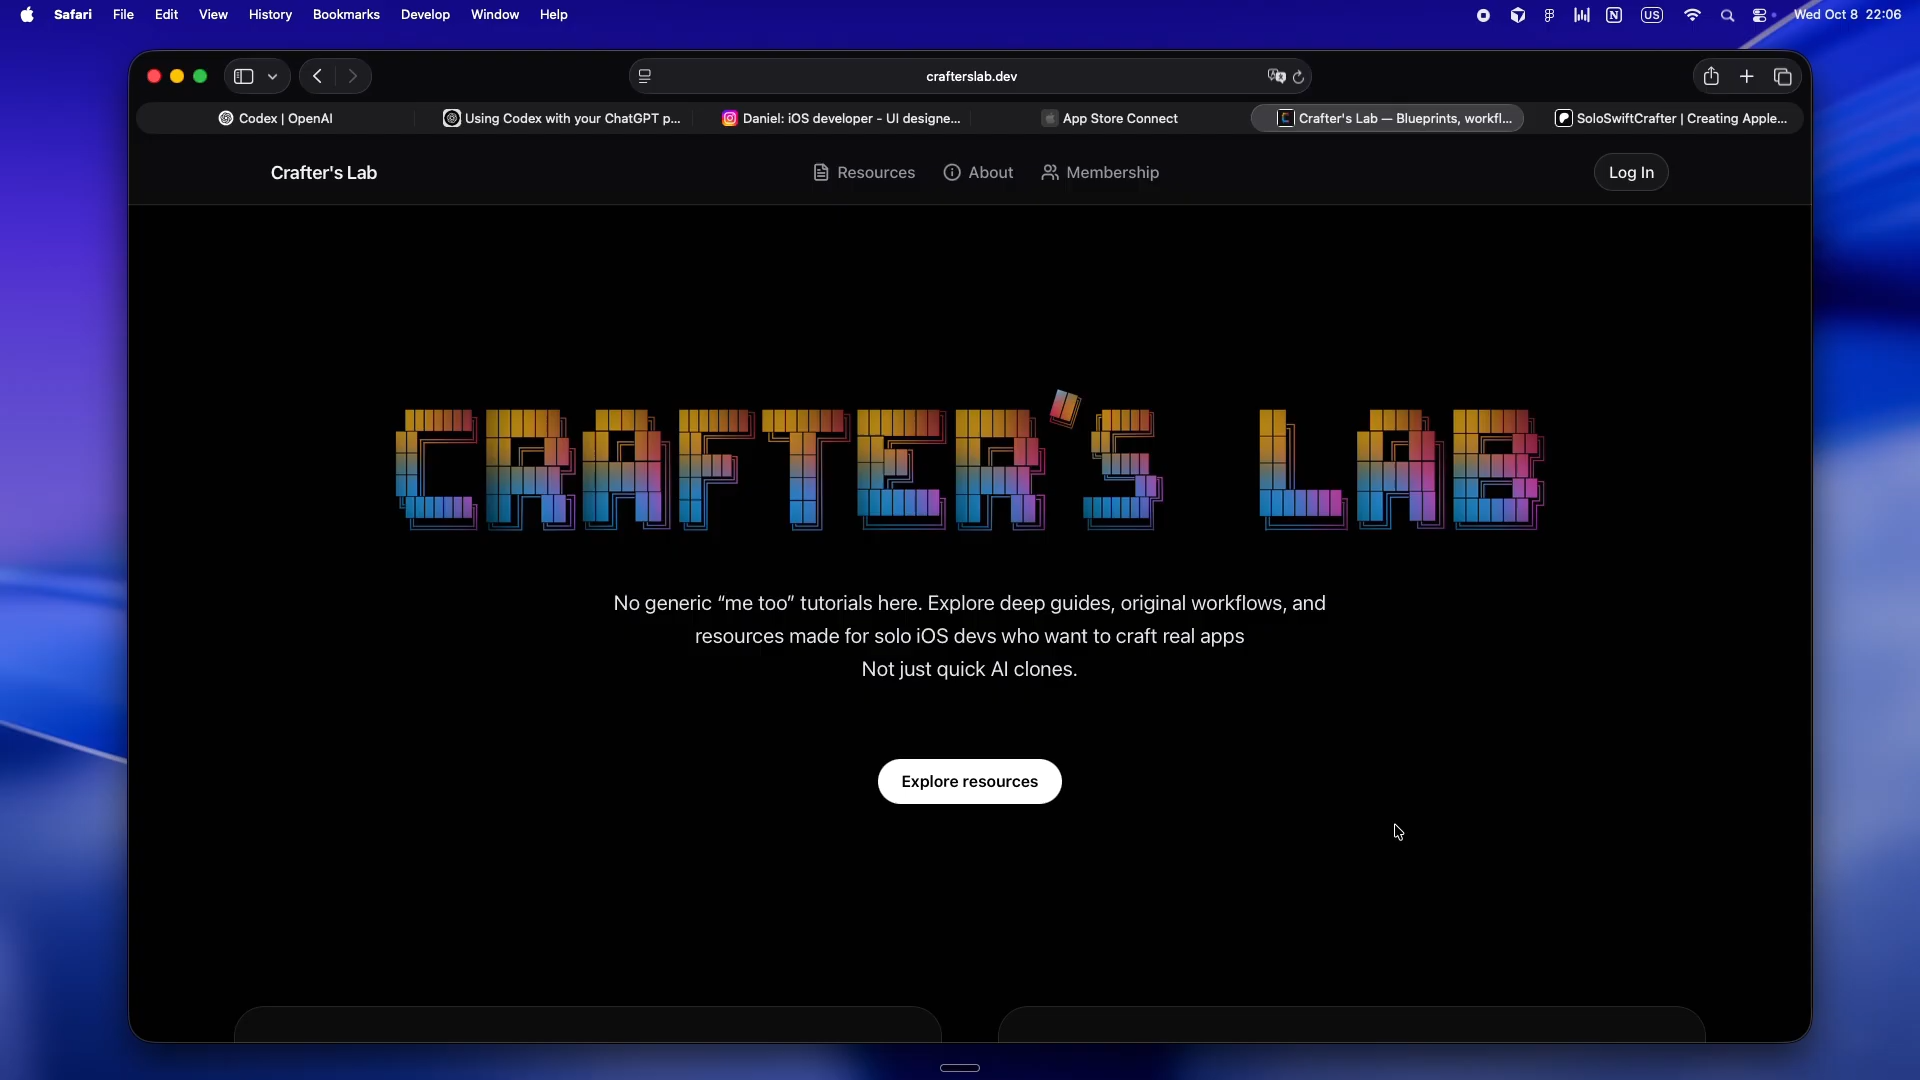 Safari File Edit View History Bookmarks Develop Window Help US Wed Oct 8 22:06
crafterslab.dev
Codex | OpenAI Using Codex with your ChatGPT p... Daniel: iOS developer - UI designe... App Store Connect Crafter's Lab — Blueprints, workfl... SoloSwiftCrafter | Creating Apple...
Crafter's Lab Resources About Membership Log In
CRAFTER'S LAB
No generic “me too” tutorials here. Explore deep guides, original workflows, and
resources made for solo iOS devs who want to craft real apps
Not just quick AI clones.
Explore resources